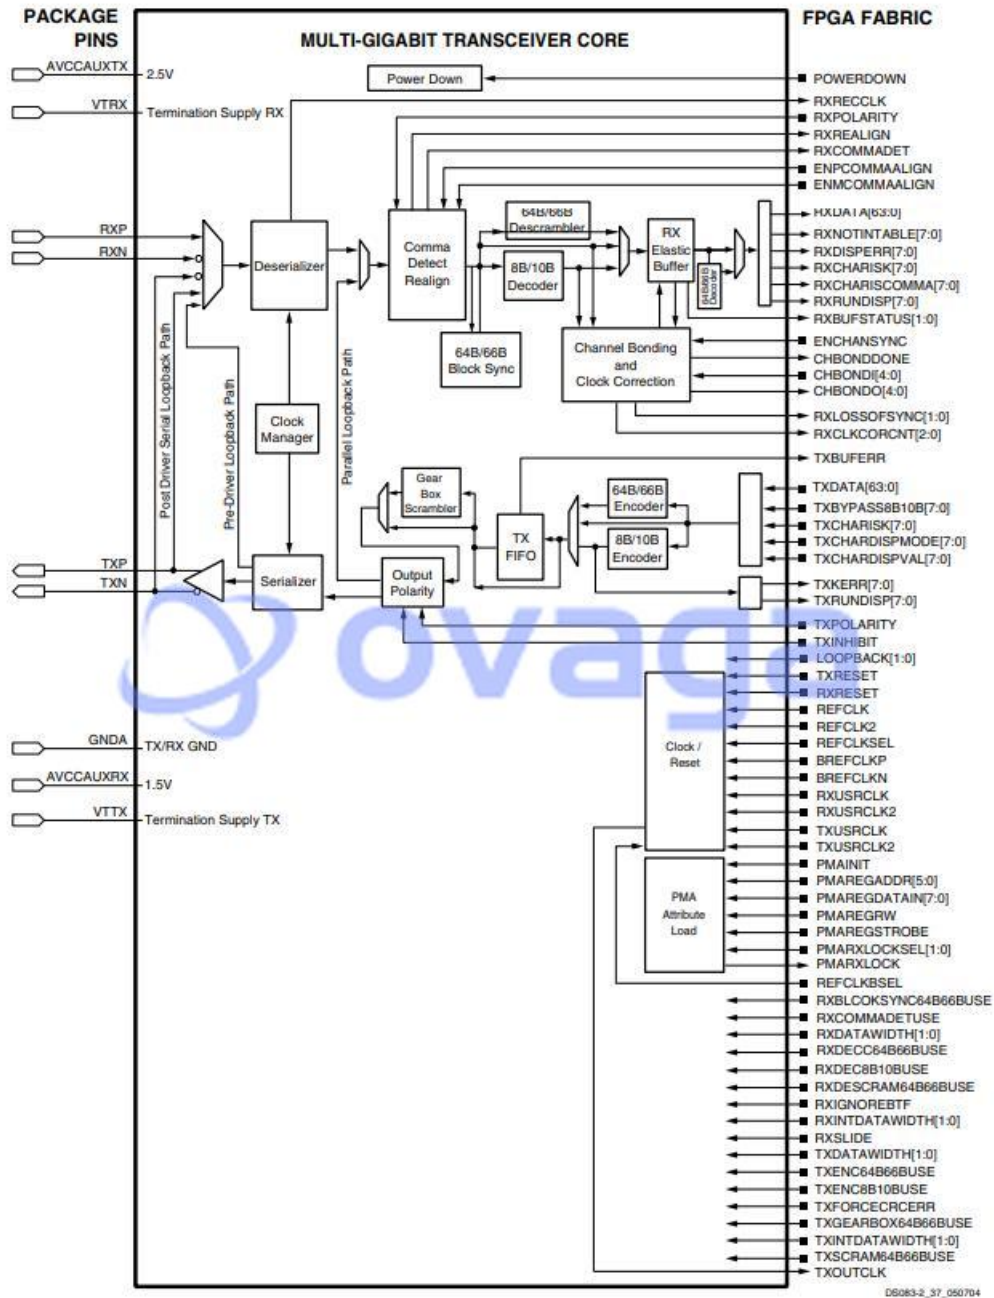 PACKAGE
PINS
FPGA FABRIC
MULTI-GIGABIT TRANSCEIVER CORE
AVCCAUXTX
2.5V
VTRX
Termination Supply RX
Power Down
POWERDOWN
RXRECCLK
RXPOLARITY
RXREALIGN
RXCOMMADET
ENPCOMMAALIGN
ENMCOMMAALIGN
RXP
RXN
Deserializer
Comma
Detect
Realign
64B/66B
Descrambler
8B/10B
Decoder
RX
Elastic
Buffer
64B/66B
Decoder
RXDATA[63:0]
RXNOTINTABLE[7:0]
RXDISPERR[7:0]
RXCHARISK[7:0]
RXCHARISCOMMA[7:0]
RXRUNDISP[7:0]
RXBUFSTATUS[1:0]
64B/66B
Block Sync
Channel Bonding
and
Clock Correction
ENCHANSYNC
CHBONDDONE
CHBONDI[4:0]
CHBONDO[4:0]
RXLOSSOFSYNC[1:0]
RXCLKCORCNT[2:0]
Post Driver Serial Loopback Path
Pre-Driver Loopback Path
Parallel Loopback Path
Clock
Manager
TXBUFERR
Gear
Box
Scrambler
TX
FIFO
64B/66B
Encoder
8B/10B
Encoder
TXDATA[63:0]
TXBYPASS8B10B[7:0]
TXCHARISK[7:0]
TXCHARDISPMODE[7:0]
TXCHARDISPVAL[7:0]
TXKERR[7:0]
TXRUNDISP[7:0]
TXP
TXN
Serializer
Output
Polarity
TXPOLARITY
TXINHIBIT
LOOPBACK[1:0]
TXRESET
RXRESET
REFCLK
REFCLK2
REFCLKSEL
BREFCLKP
BREFCLKN
RXUSRCLK
RXUSRCLK2
TXUSRCLK
TXUSRCLK2
ovaga
Clock /
Reset
GNDA
TX/RX GND
AVCCAUXRX
1.5V
VTTX
Termination Supply TX
PMA
Attribute
Load
PMAINIT
PMAREGADDR[5:0]
PMAREGDATAIN[7:0]
PMAREGRW
PMAREGSTROBE
PMARXLOCKSEL[1:0]
PMARXLOCK
REFCLKBSEL
RXBLCOKSYNC64B66BUSE
RXCOMMADETUSE
RXDATAWIDTH[1:0]
RXDECC64B66BUSE
RXDEC8B10BUSE
RXDESCRAM64B66BUSE
RXIGNOREBTF
RXINTDATAWIDTH[1:0]
RXSLIDE
TXDATAWIDTH[1:0]
TXENC64B66BUSE
TXENC8B10BUSE
TXFORCECRCERR
TXGEARBOX64B66BUSE
TXINTDATAWIDTH[1:0]
TXSCRAM64B66BUSE
TXOUTCLK
DS083-2_37_050704